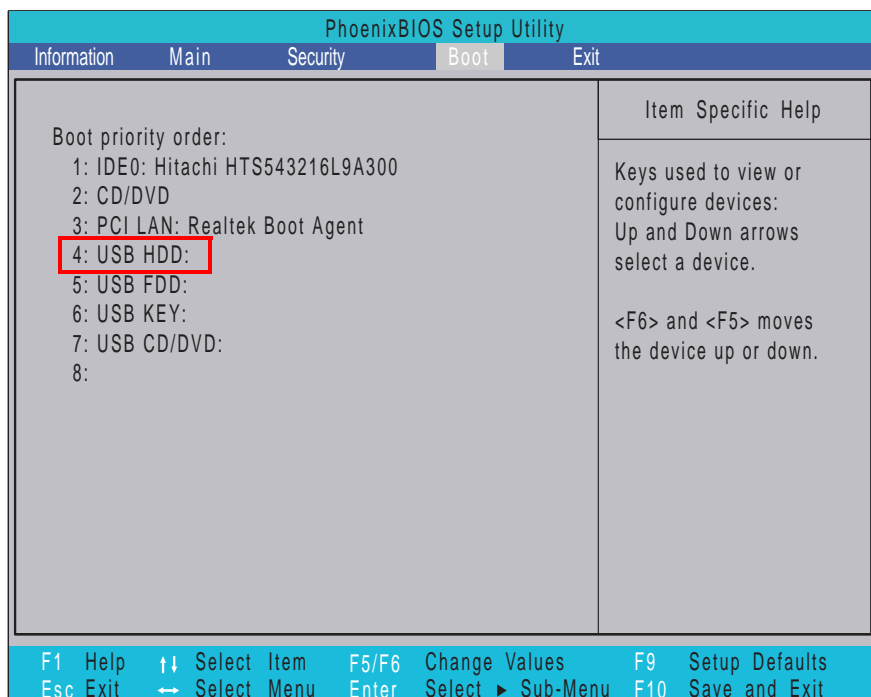 PhoenixBIOS Setup Utility
Information Main Security Boot Exit
Boot priority order:
1: IDE0: Hitachi HTS543216L9A300
2: CD/DVD
3: PCI LAN: Realtek Boot Agent
4: USB HDD:
5: USB FDD:
6: USB KEY:
7: USB CD/DVD:
8:
Item Specific Help
Keys used to view or
configure devices:
Up and Down arrows
select a device.
<F6> and <F5> moves
the device up or down.
F1 Help ↑↓ Select Item F5/F6 Change Values F9 Setup Defaults
Esc Exit ↔ Select Menu Enter Select ► Sub-Menu F10 Save and Exit